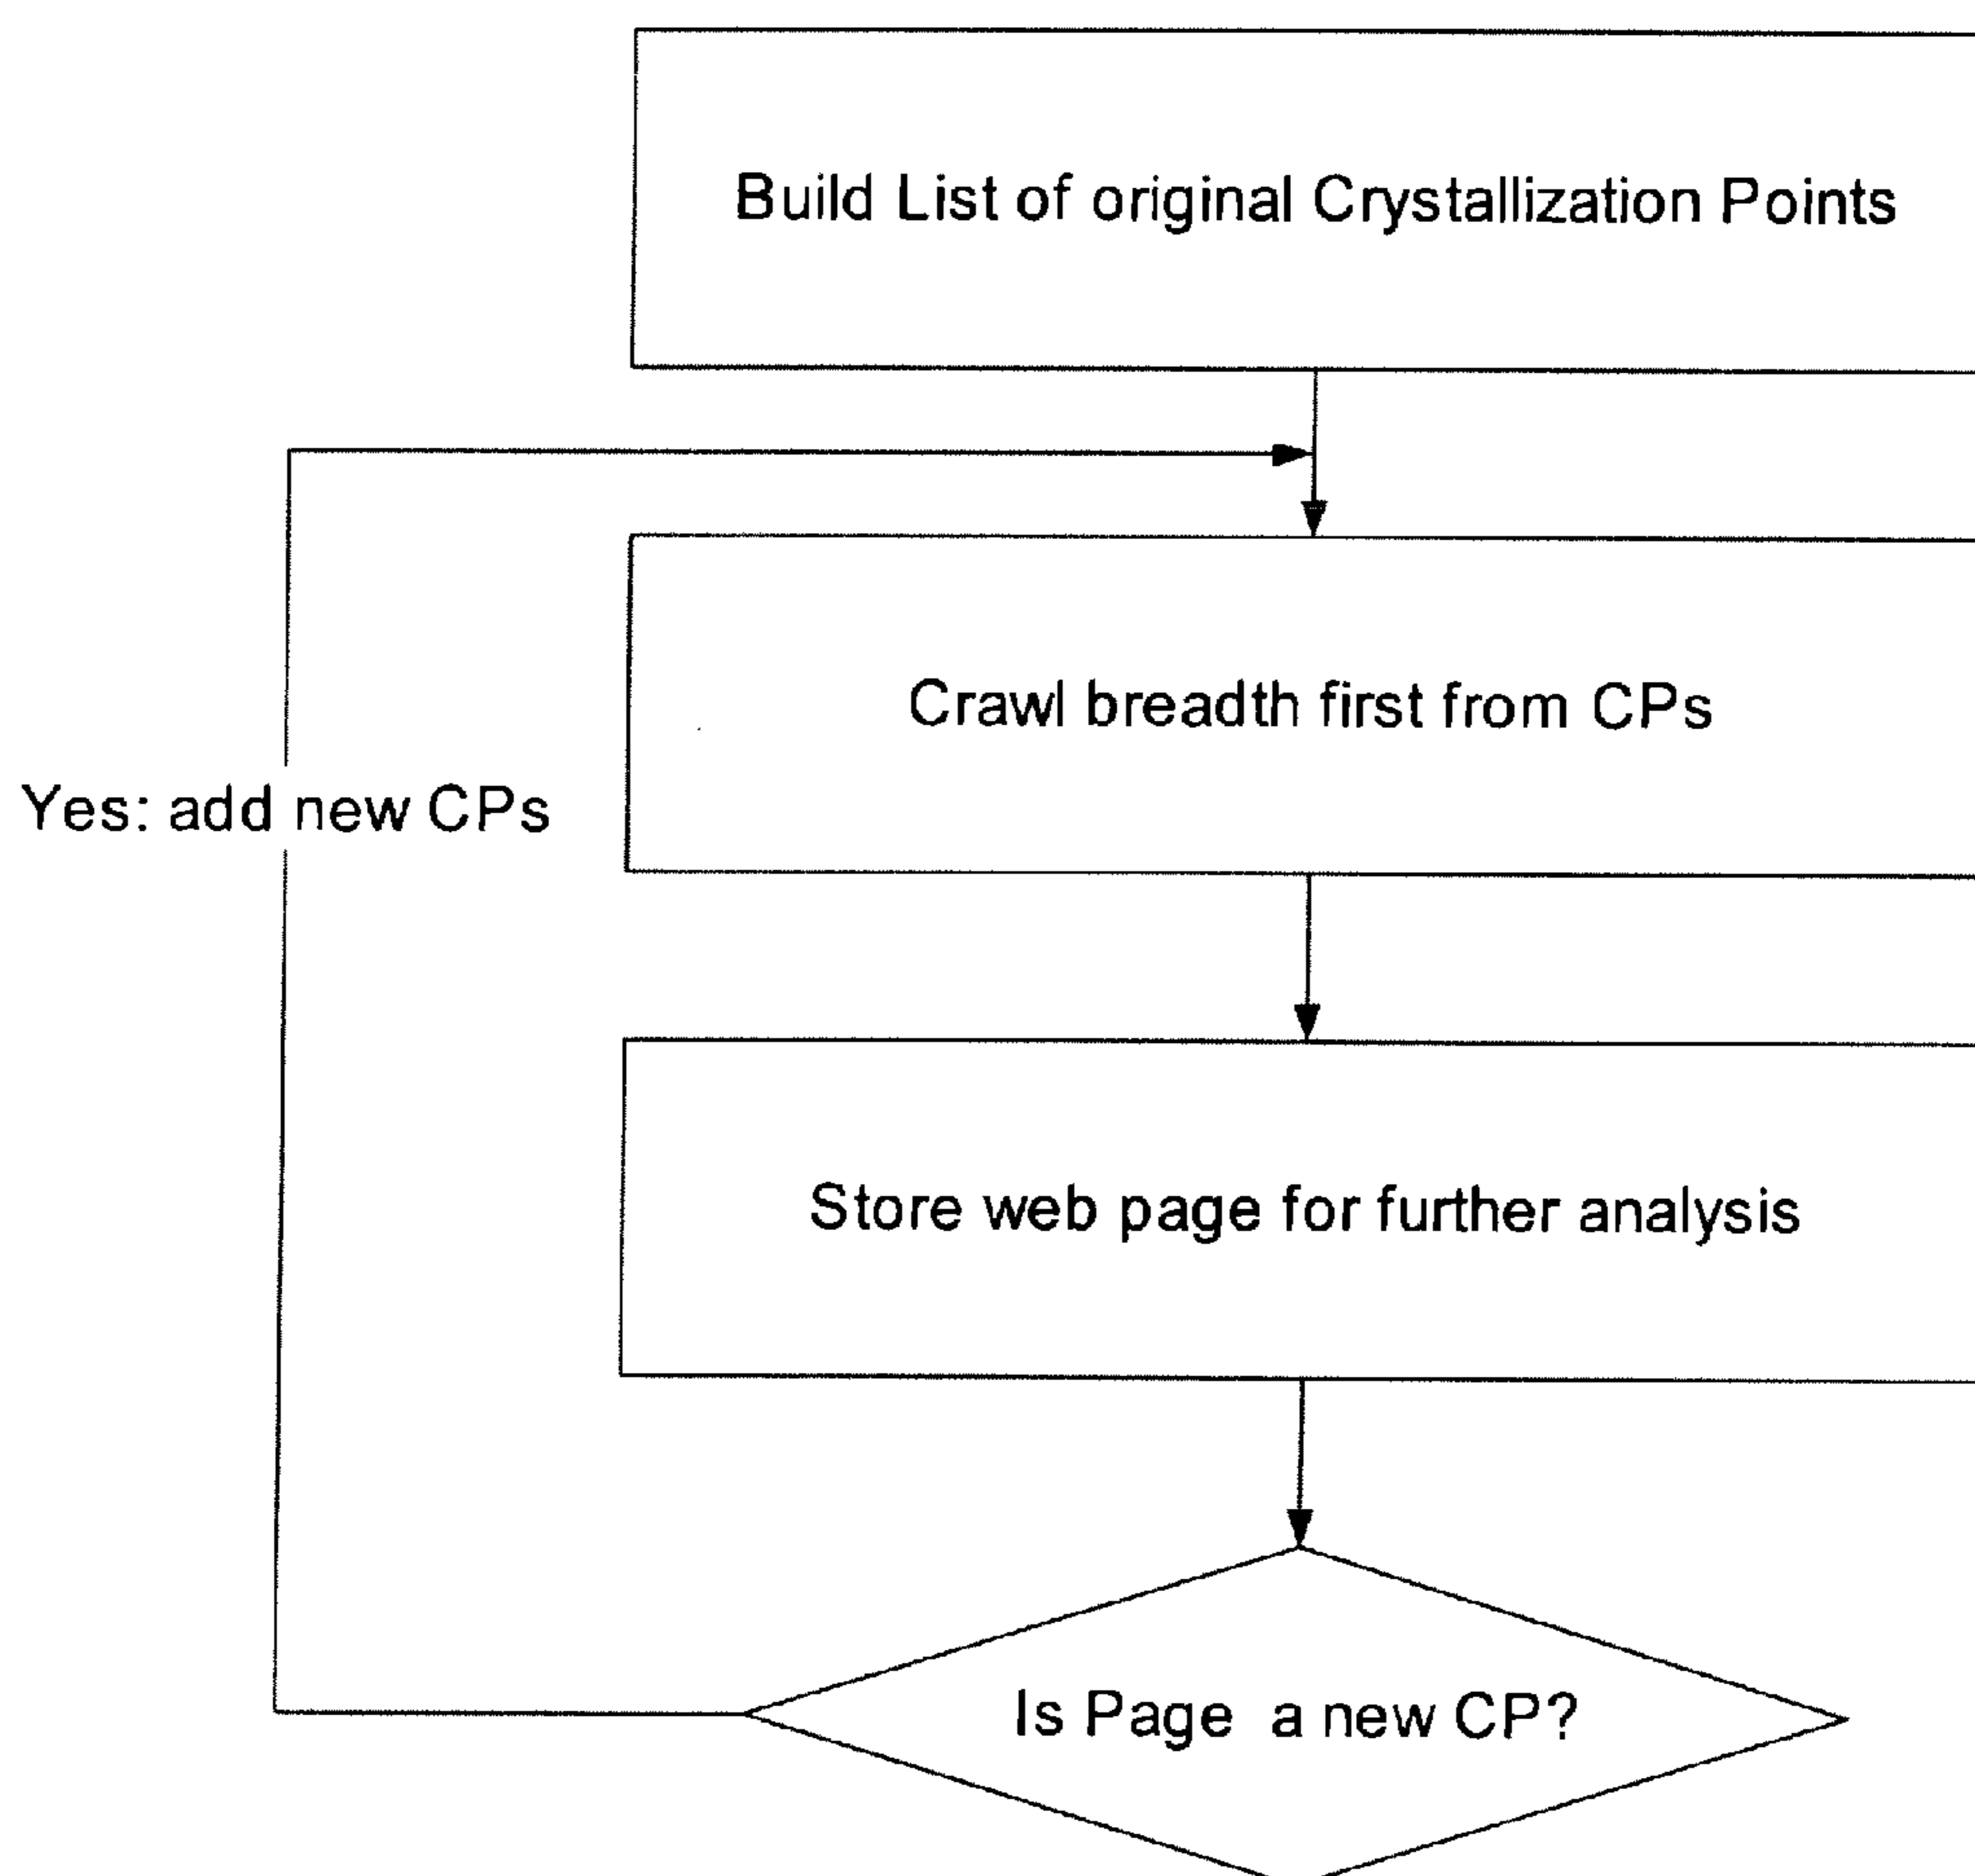 Build List of original Crystallization Points
Crawl breadth first from CPs
Yes: add new CPs
Store web page for further analysis
Is Page a new CP?